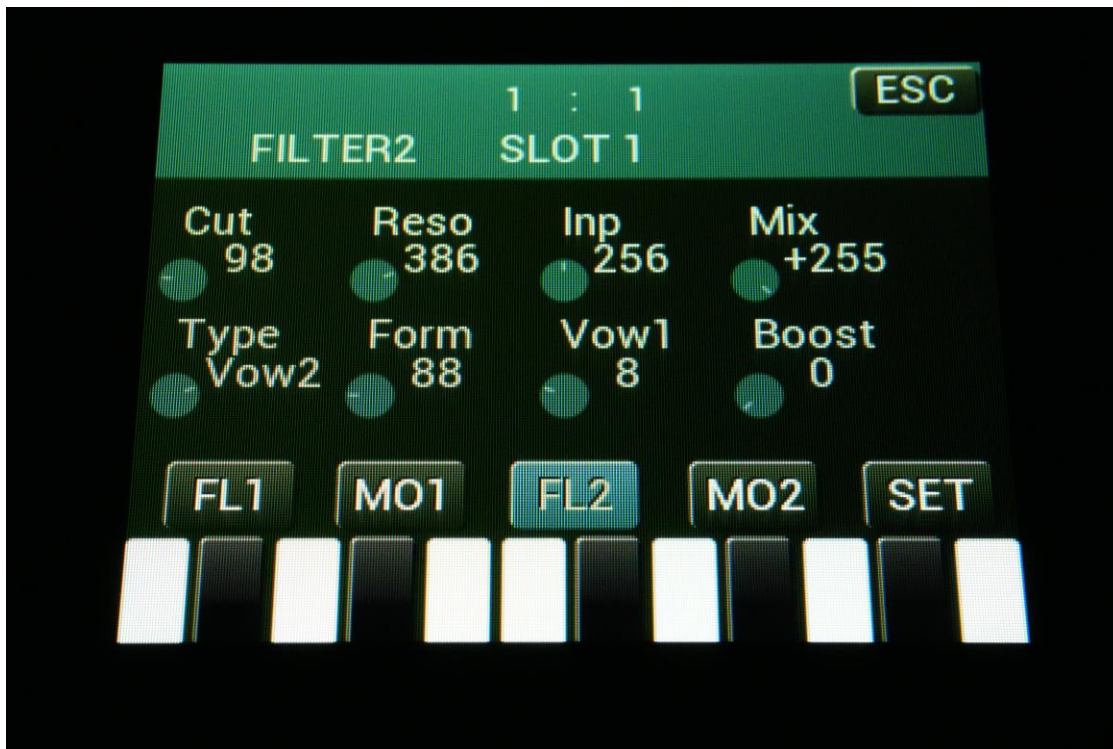 1 : 1 ESC
FILTER2 SLOT 1
Cut Reso Inp Mix
98 386 256 +255
Type Form Vow1 Boost
Vow2 88 8 0
FL1 MO1 FL2 MO2 SET